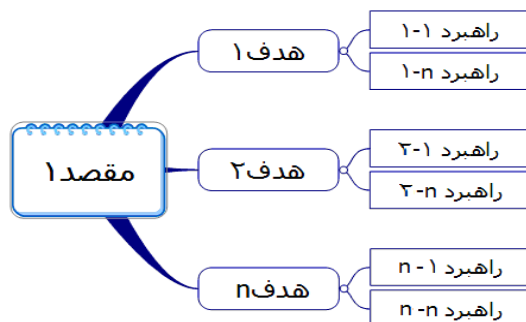 مقصد۱
هدف۱
راهبرد ۱-۱
راهبرد ۱-n
هدف۲
راهبرد ۲-۱
راهبرد ۲-n
هدفn
راهبرد n -۱
راهبرد n -n